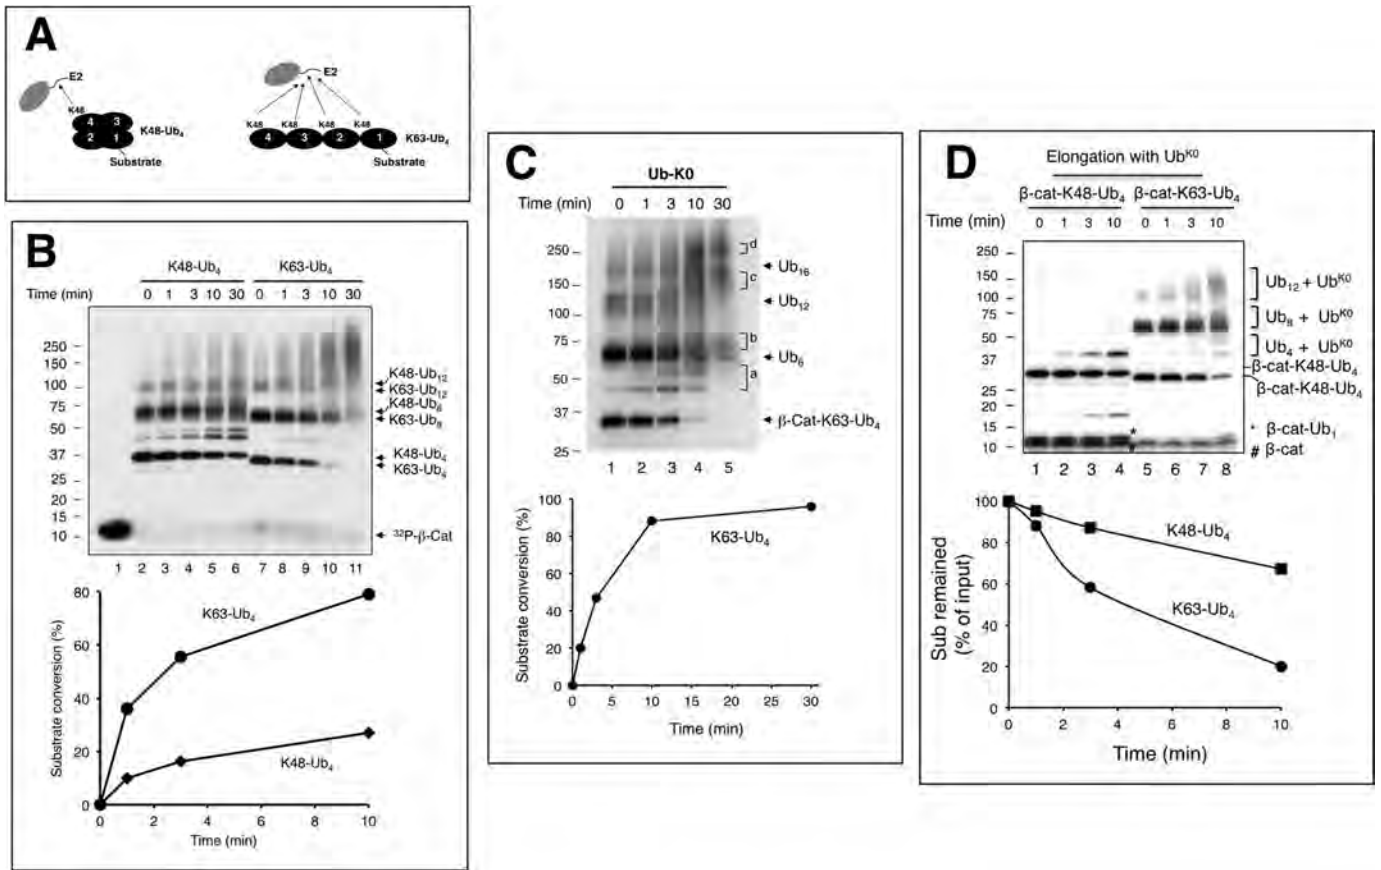 A
E2
K48
4 3
2 1
K48-Ub4
Substrate
E2
K48 K48 K48 K48
4 3 2 1
K63-Ub4
Substrate
B
K48-Ub4 K63-Ub4
Time (min) 0 1 3 10 30 0 1 3 10 30
250
150
100
75
50
37
25
20
15
10
K48-Ub12
K63-Ub12
K48-Ub8
K63-Ub8
K48-Ub4
K63-Ub4
32P-β-Cat
1 2 3 4 5 6 7 8 9 10 11
Substrate conversion (%)
80
60
40
20
0
K63-Ub4
K48-Ub4
0 2 4 6 8 10
Time (min)
C
Ub-K0
Time (min) 0 1 3 10 30
250
150
100
75
50
37
25
d
c
b
a
Ub16
Ub12
Ub8
β-Cat-K63-Ub4
1 2 3 4 5
Substrate conversion (%)
100
80
60
40
20
0
K63-Ub4
0 5 10 15 20 25 30
Time (min)
D
Elongation with UbK0
β-cat-K48-Ub4 β-cat-K63-Ub4
Time (min) 0 1 3 10 0 1 3 10
250
150
100
75
50
37
25
20
15
10
Ub12 + UbK0
Ub8 + UbK0
Ub4 + UbK0
β-cat-K48-Ub4
β-cat-K48-Ub4
* β-cat-Ub1
# β-cat
*
#
1 2 3 4 5 6 7 8
Sub remained
(% of input)
100
80
60
40
20
0
K48-Ub4
K63-Ub4
0 2 4 6 8 10
Time (min)